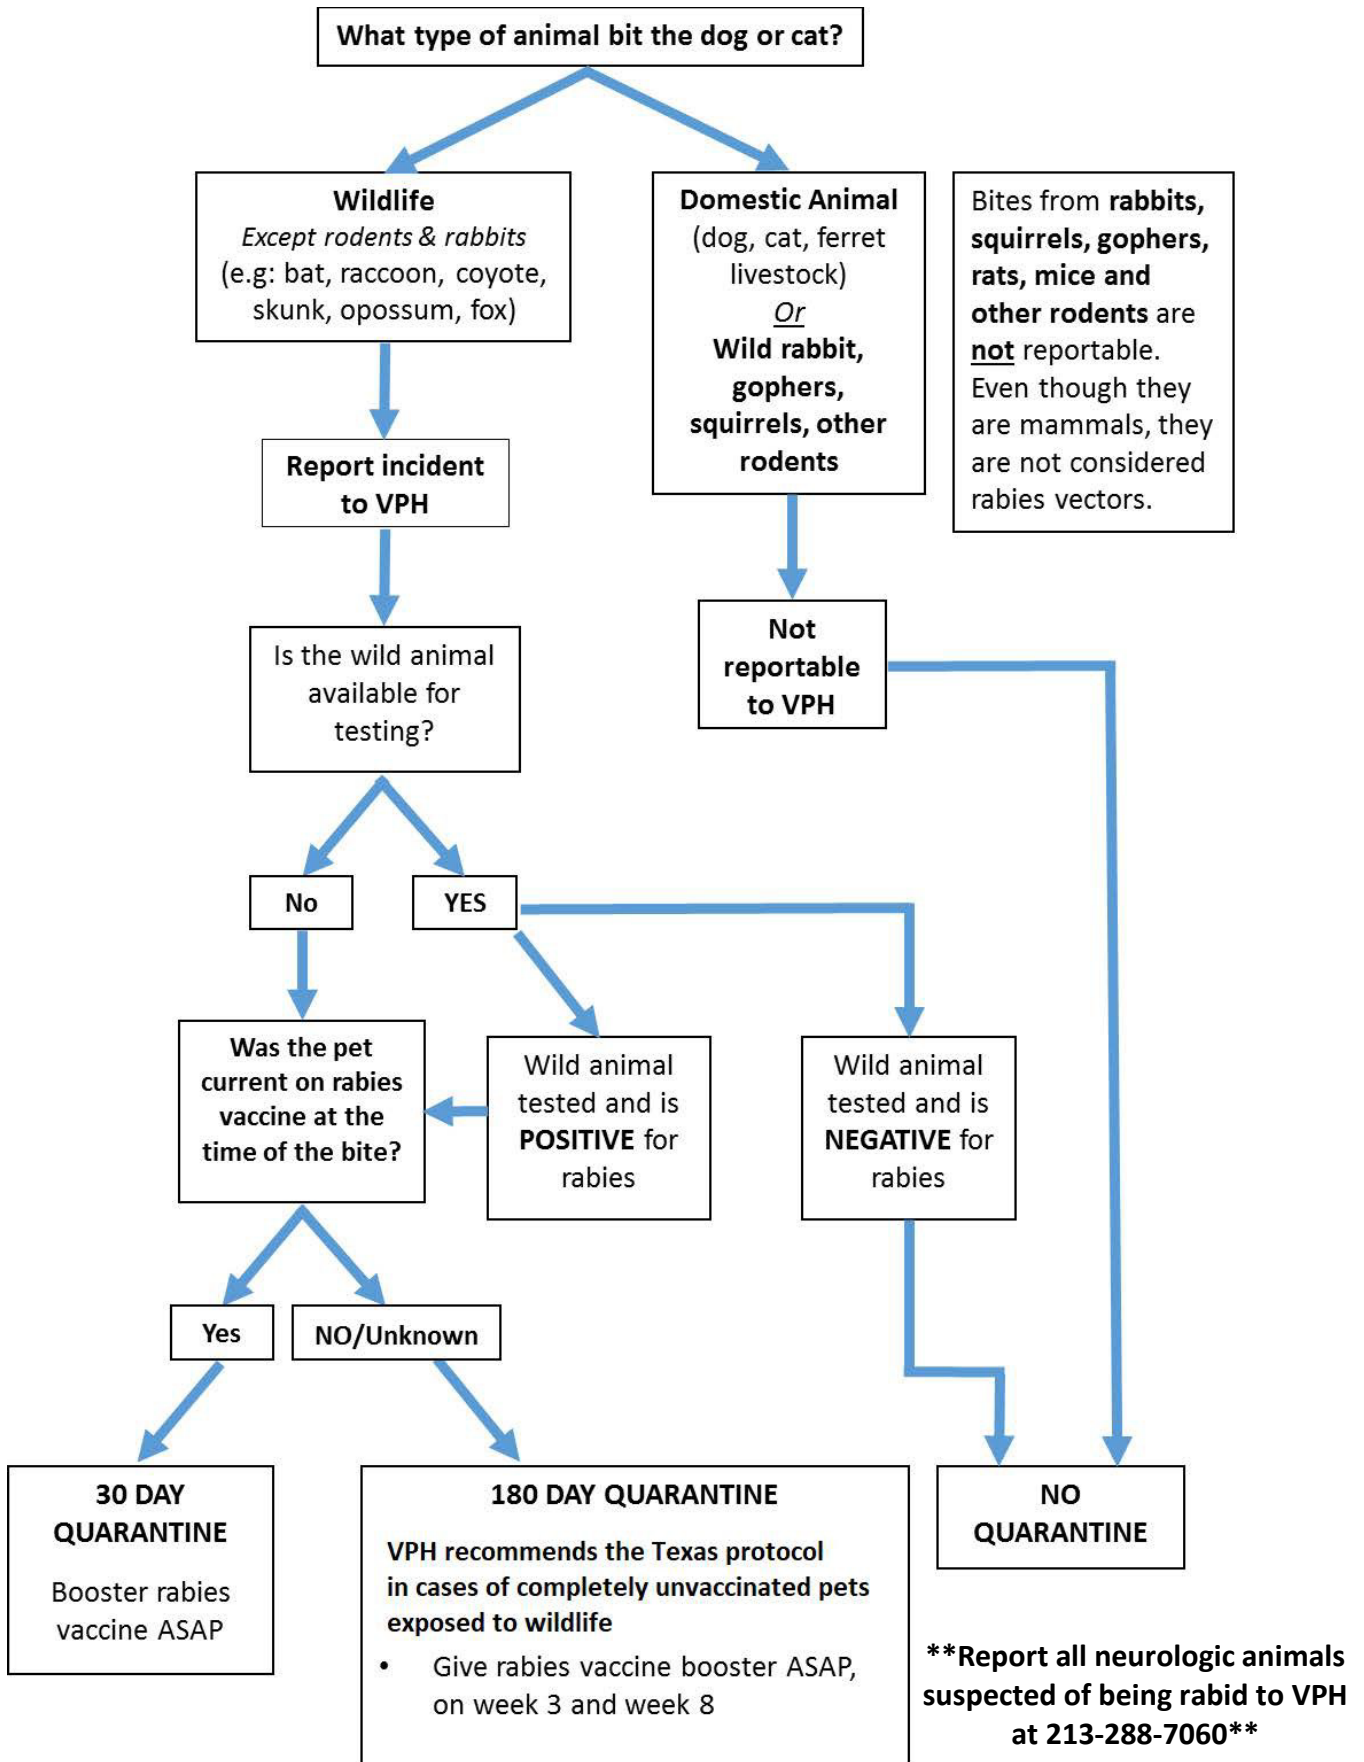 What type of animal bit the dog or cat?
Wildlife
Except rodents & rabbits
(e.g: bat, raccoon, coyote,
skunk, opossum, fox)
Domestic Animal
(dog, cat, ferret
livestock)
Or
Wild rabbit,
gophers,
squirrels, other
rodents
Bites from rabbits,
squirrels, gophers,
rats, mice and
other rodents are
not reportable.
Even though they
are mammals, they
are not considered
rabies vectors.
Report incident
to VPH
Not
reportable
to VPH
Is the wild animal
available for
testing?
No
YES
Was the pet
current on rabies
vaccine at the
time of the bite?
Wild animal
tested and is
POSITIVE for
rabies
Wild animal
tested and is
NEGATIVE for
rabies
Yes
NO/Unknown
30 DAY
QUARANTINE
Booster rabies
vaccine ASAP
180 DAY QUARANTINE
VPH recommends the Texas protocol
in cases of completely unvaccinated pets
exposed to wildlife
• Give rabies vaccine booster ASAP,
on week 3 and week 8
NO
QUARANTINE
**Report all neurologic animals
suspected of being rabid to VPH
at 213-288-7060**